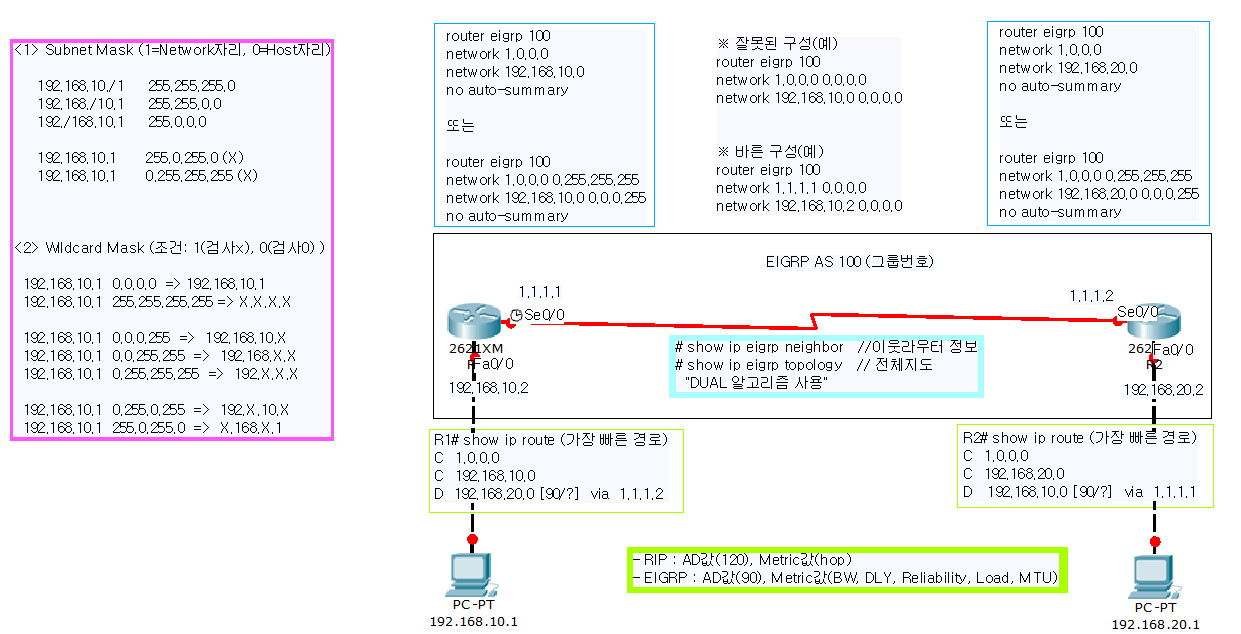 <1> Subnet Mask (1=Network자리, 0=Host자리)
192.168.10./1 255.255.255.0
192.168./10.1 255.255.0.0
192./168.10.1 255.0.0.0
192.168.10.1 255.0.255.0 (X)
192.168.10.1 0.255.255.255 (X)
<2> Wildcard Mask (조건: 1(검사x), 0(검사0) )
192.168.10.1 0.0.0.0 => 192.168.10.1
192.168.10.1 255.255.255.255 => X.X.X.X
192.168.10.1 0.0.0.255 => 192.168.10.X
192.168.10.1 0.0.255.255 => 192.168.X.X
192.168.10.1 0.255.255.255 => 192.X.X.X
192.168.10.1 0.255.0.255 => 192.X.10.X
192.168.10.1 255.0.255.0 => X.168.X.1
router eigrp 100
network 1.0.0.0
network 192.168.10.0
no auto-summary
또는
router eigrp 100
network 1.0.0.0 0.255.255.255
network 192.168.10.0 0.0.0.255
no auto-summary
※ 잘못된 구성(예)
router eigrp 100
network 1.0.0.0 0.0.0.0
network 192.168.10.0 0.0.0.0
※ 바른 구성(예)
router eigrp 100
network 1.1.1.1 0.0.0.0
network 192.168.10.2 0.0.0.0
router eigrp 100
network 1.0.0.0
network 192.168.20.0
no auto-summary
또는
router eigrp 100
network 1.0.0.0 0.255.255.255
network 192.168.20.0 0.0.0.255
no auto-summary
EIGRP AS 100 (그룹번호)
1.1.1.1
Se0/0
1.1.1.2
Se0/0
2621XM
Fa0/0
192.168.10.2
# show ip eigrp neighbor //이웃라우터 정보
# show ip eigrp topology // 전체지도
"DUAL 알고리즘 사용"
262
Fa0/0
R2
192.168.20.2
R1# show ip route (가장 빠른 경로)
C 1.0.0.0
C 192.168.10.0
D 192.168.20.0 [90/?] via 1.1.1.2
R2# show ip route (가장 빠른 경로)
C 1.0.0.0
C 192.168.20.0
D 192.168.10.0 [90/?] via 1.1.1.1
- RIP : AD값(120), Metric값(hop)
- EIGRP : AD값(90), Metric값(BW, DLY, Reliability, Load, MTU)
PC-PT
192.168.10.1
PC-PT
192.168.20.1